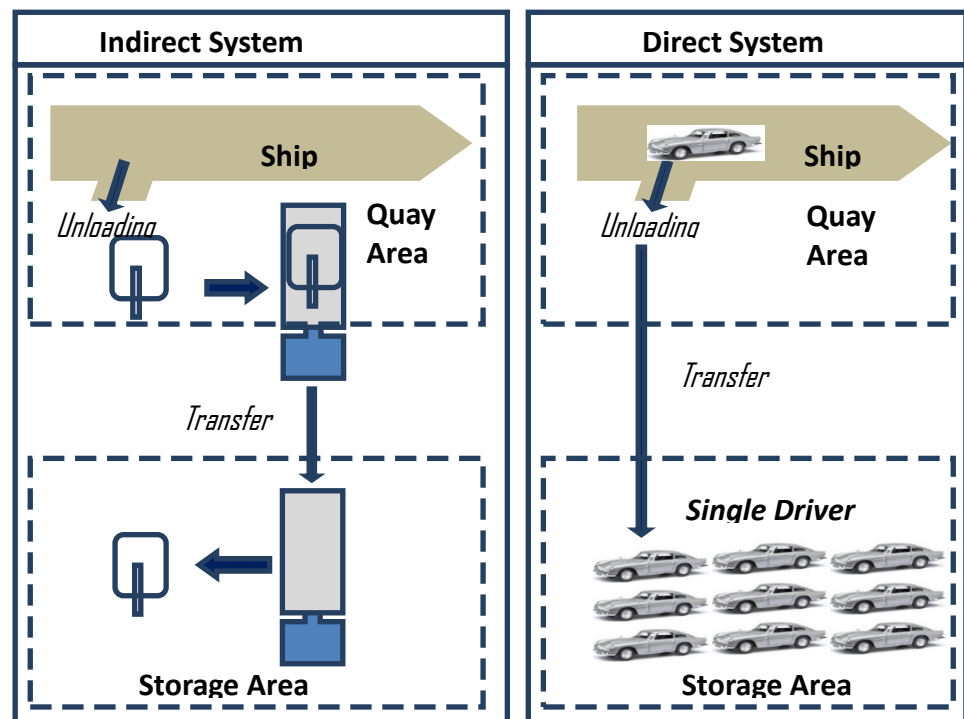 Indirect System
Ship
Unloading
Quay
Area
Transfer
Storage Area
Direct System
Ship
Unloading
Quay
Area
Transfer
Single Driver
Storage Area